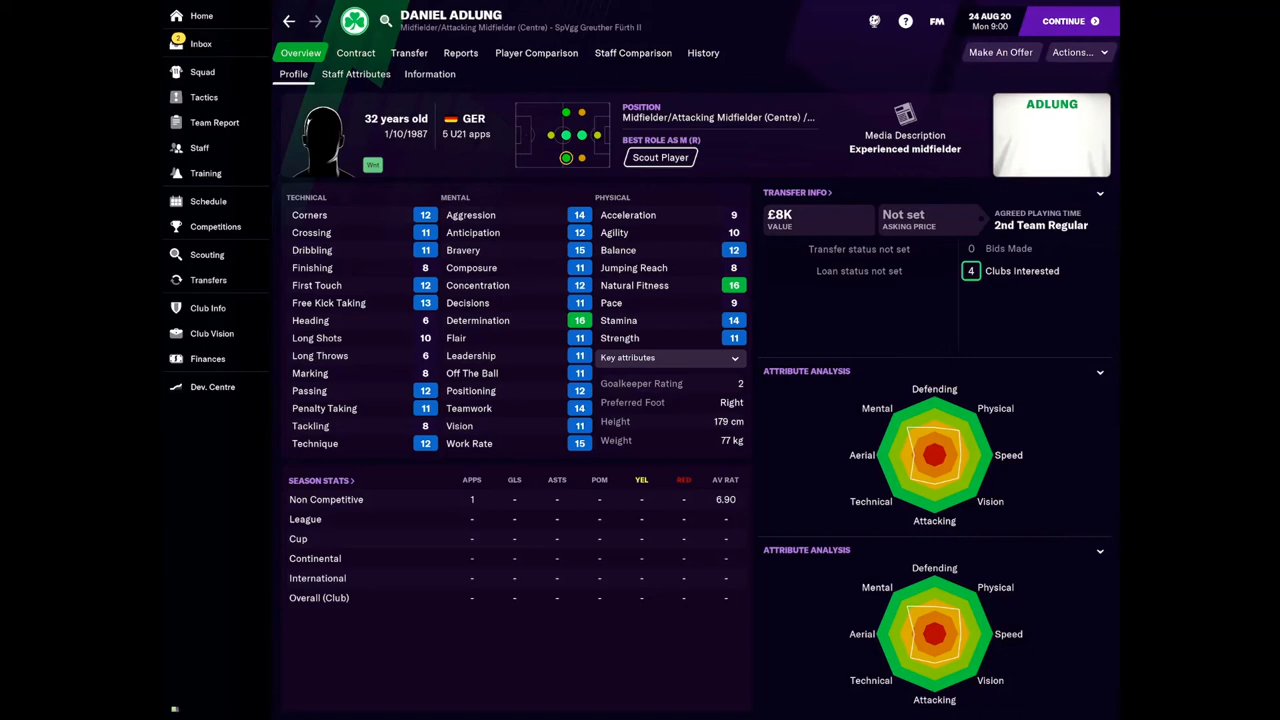 Home
2
Inbox
Squad
Tactics
Team Report
Staff
Training
Schedule
Competitions
Scouting
Transfers
Club Info
Club Vision
Finances
Dev. Centre
DANIEL ADLUNG
Midfielder/Attacking Midfielder (Centre) - SpVgg Greuther Fürth II
?
FM
24 AUG 20
Mon 9:00
CONTINUE
Overview Contract Transfer Reports Player Comparison Staff Comparison History
Make An Offer Actions...
Profile Staff Attributes Information
32 years old
1/10/1987
Wnt
GER
5 U21 apps
POSITION
Midfielder/Attacking Midfielder (Centre) /...
BEST ROLE AS M (R)
Scout Player
Media Description
Experienced midfielder
ADLUNG
TECHNICAL MENTAL PHYSICAL
Corners 12 Aggression 14 Acceleration 9
Crossing 11 Anticipation 12 Agility 10
Dribbling 11 Bravery 15 Balance 12
Finishing 8 Composure 11 Jumping Reach 8
First Touch 12 Concentration 12 Natural Fitness 16
Free Kick Taking 13 Decisions 11 Pace 9
Heading 6 Determination 16 Stamina 14
Long Shots 10 Flair 11 Strength 11
Long Throws 6 Leadership 11 Key attributes
Marking 8 Off The Ball 11 Goalkeeper Rating 2
Passing 12 Positioning 12 Preferred Foot Right
Penalty Taking 11 Teamwork 14 Height 179 cm
Tackling 8 Vision 11 Weight 77 kg
Technique 12 Work Rate 15
SEASON STATS > APPS GLS ASTS POM YEL RED AV RAT
Non Competitive 1 - - - - - 6.90
League - - - - - - -
Cup - - - - - - -
Continental - - - - - - -
International - - - - - - -
Overall (Club) - - - - - - -
TRANSFER INFO >
£8K
VALUE
Not set
ASKING PRICE
AGREED PLAYING TIME
2nd Team Regular
Transfer status not set
0 Bids Made
Loan status not set
4 Clubs Interested
ATTRIBUTE ANALYSIS
Defending
Mental Physical
Aerial Speed
Technical Vision
Attacking
ATTRIBUTE ANALYSIS
Defending
Mental Physical
Aerial Speed
Technical Vision
Attacking